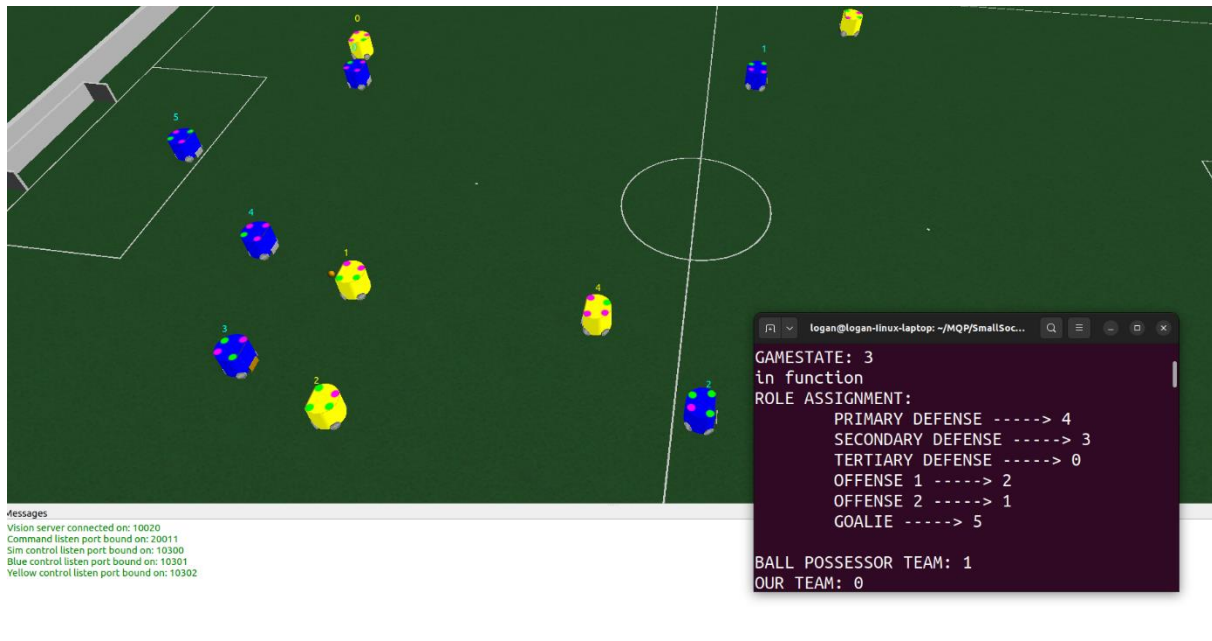 0
0
1
5
4
1
4
3
2
2
logan@logan-linux-laptop: ~/MQP/SmallSoc...
GAMESTATE: 3
in function
ROLE ASSIGNMENT:
PRIMARY DEFENSE -----> 4
SECONDARY DEFENSE -----> 3
TERTIARY DEFENSE -----> 0
OFFENSE 1 -----> 2
OFFENSE 2 -----> 1
GOALIE -----> 5
BALL POSSESSOR TEAM: 1
OUR TEAM: 0
Messages
Vision server connected on: 10020
Command listen port bound on: 20011
Sim control listen port bound on: 10300
Blue control listen port bound on: 10301
Yellow control listen port bound on: 10302